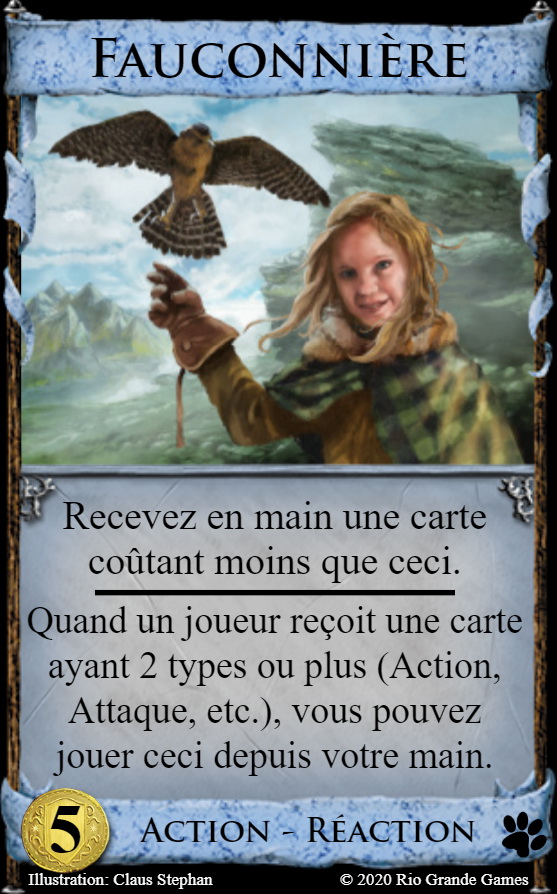 FAUCONNIÈRE
Recevez en main une carte
coûtant moins que ceci.
Quand un joueur reçoit une carte
ayant 2 types ou plus (Action,
Attaque, etc.), vous pouvez
jouer ceci depuis votre main.
5
ACTION - RÉACTION
Illustration: Claus Stephan
© 2020 Rio Grande Games